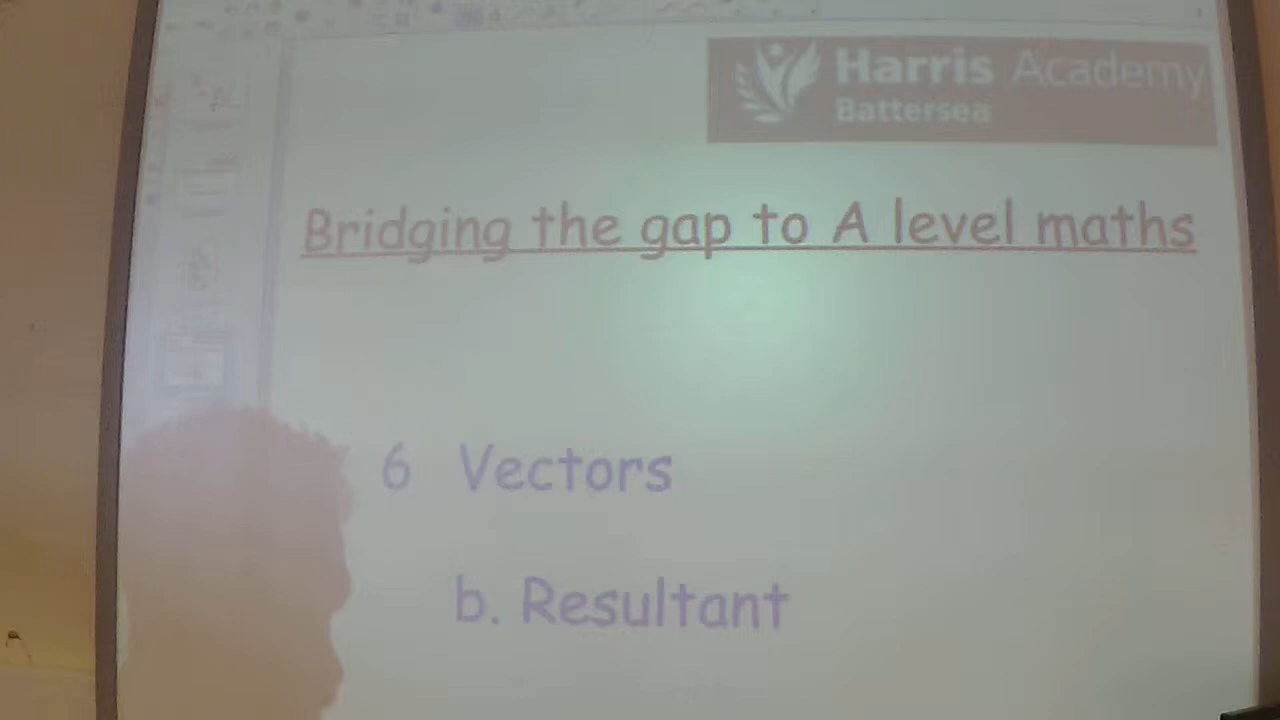 Harris Academy
Battersea
Bridging the gap to A level maths
6 Vectors
b. Resultant